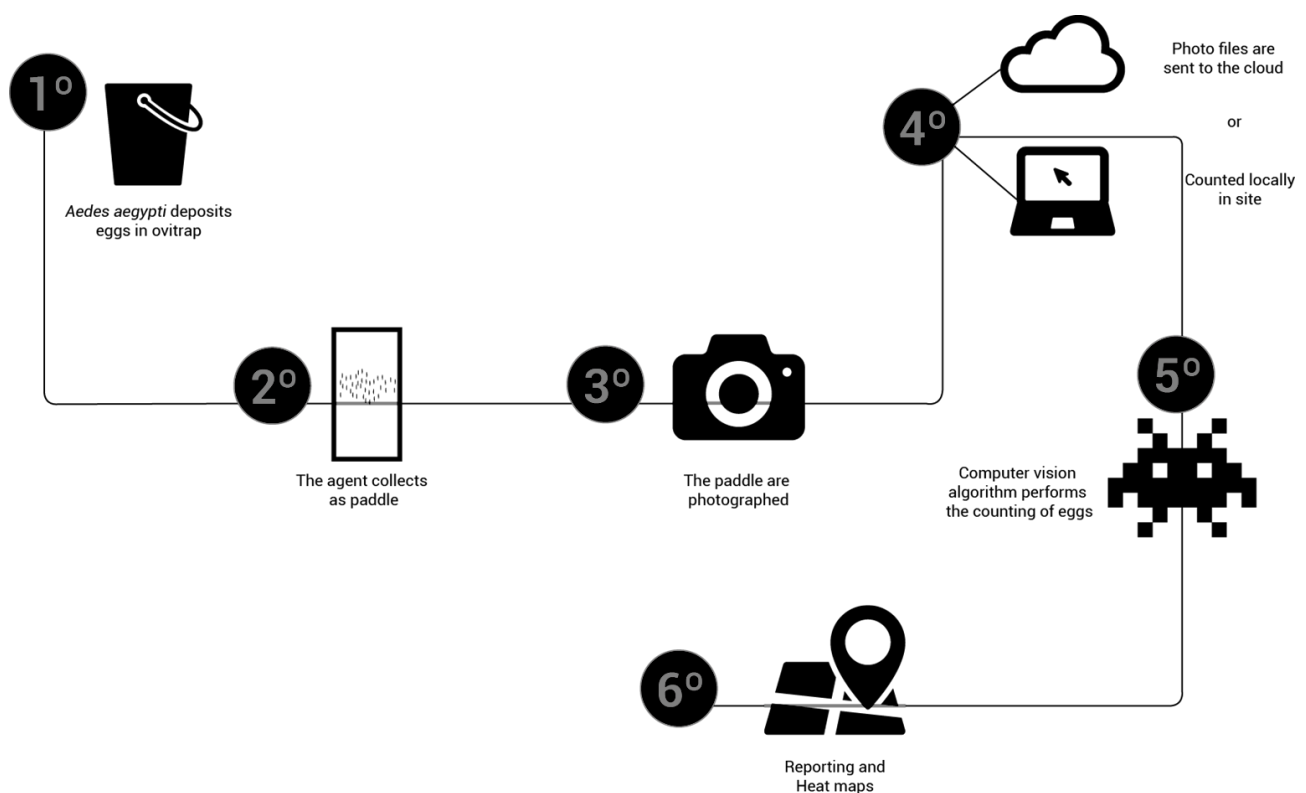 1º
Aedes aegypti deposits
eggs in ovitrap
2º
The agent collects
as paddle
3º
The paddle are
photographed
4º
Photo files are
sent to the cloud
or
Counted locally
in site
5º
Computer vision
algorithm performs
the counting of eggs
6º
Reporting and
Heat maps